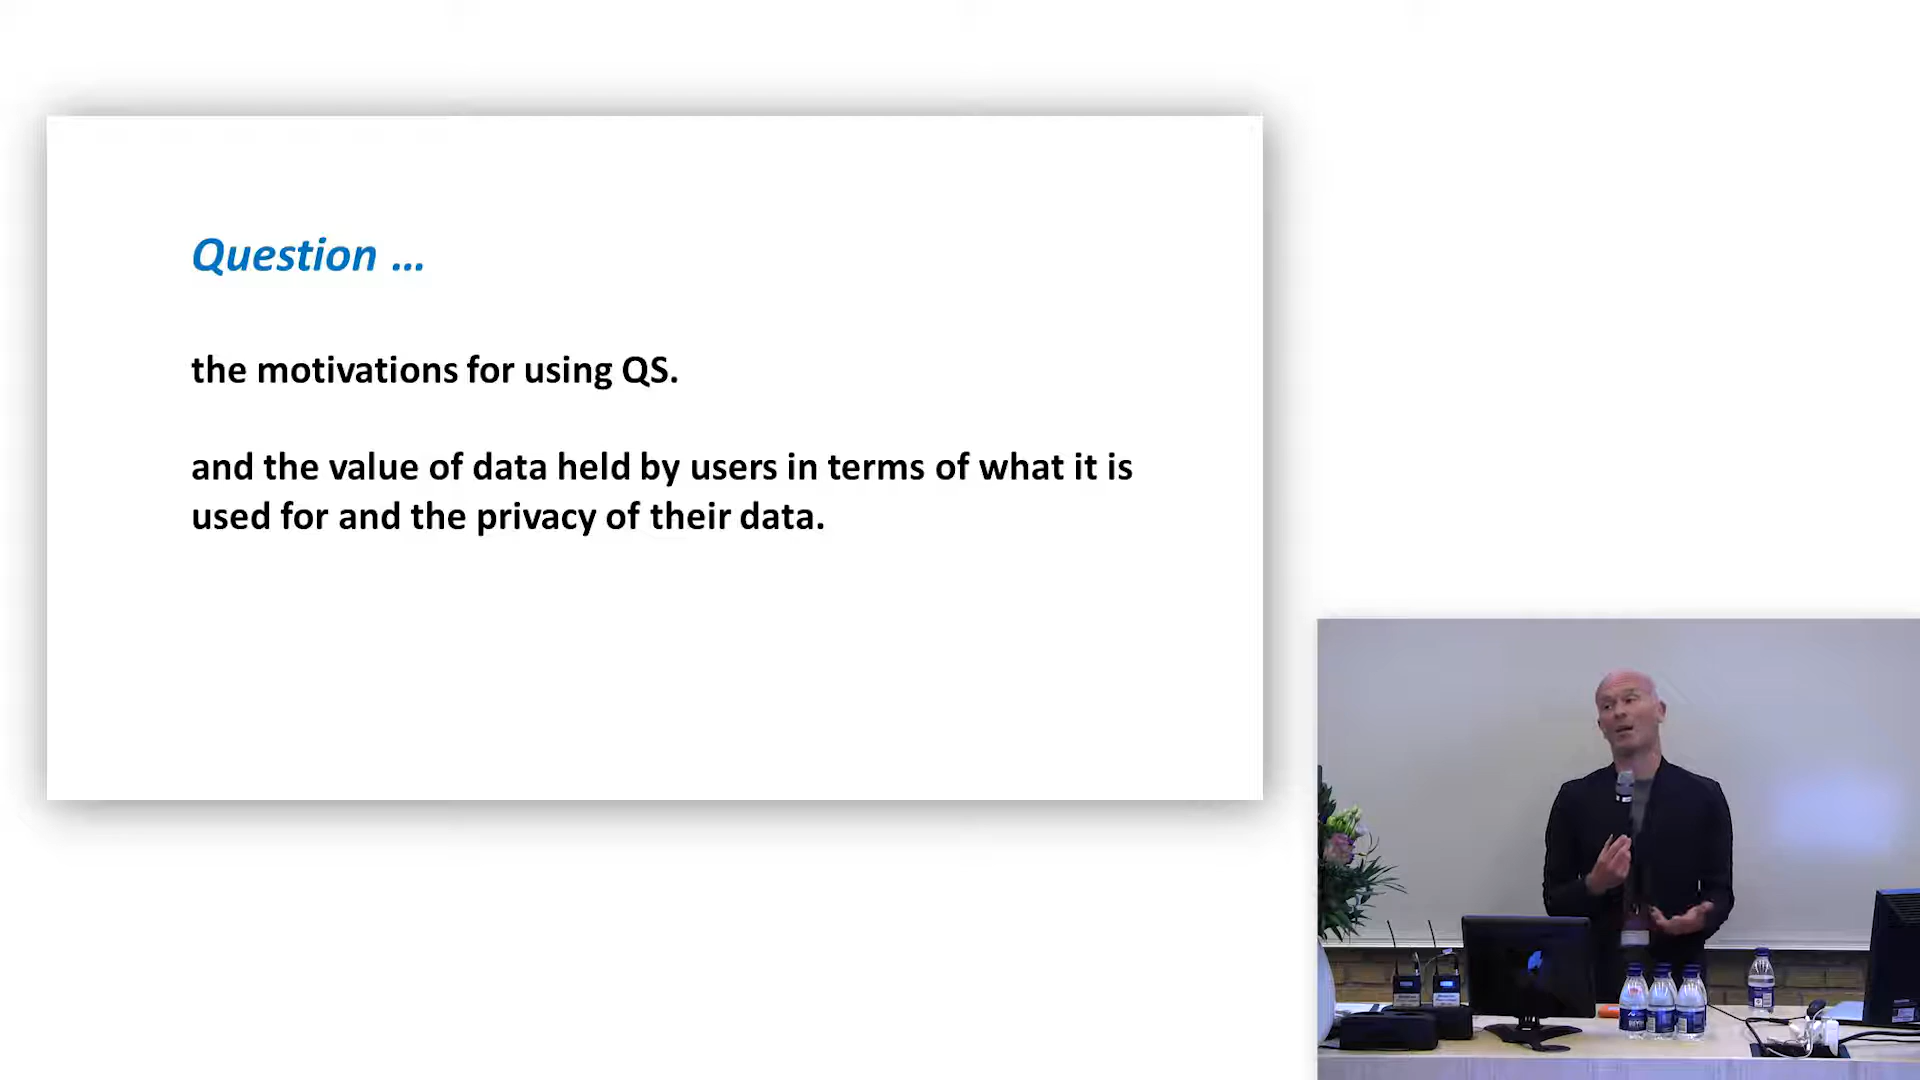 Question ...
the motivations for using QS.
and the value of data held by users in terms of what it is
used for and the privacy of their data.